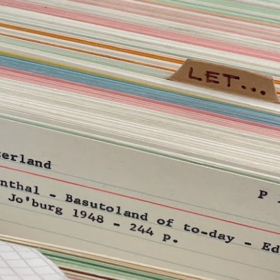 LET...
erland
P
nthal - Basutoland of to-day - Ed
Jo'burg 1948 - 244 p.